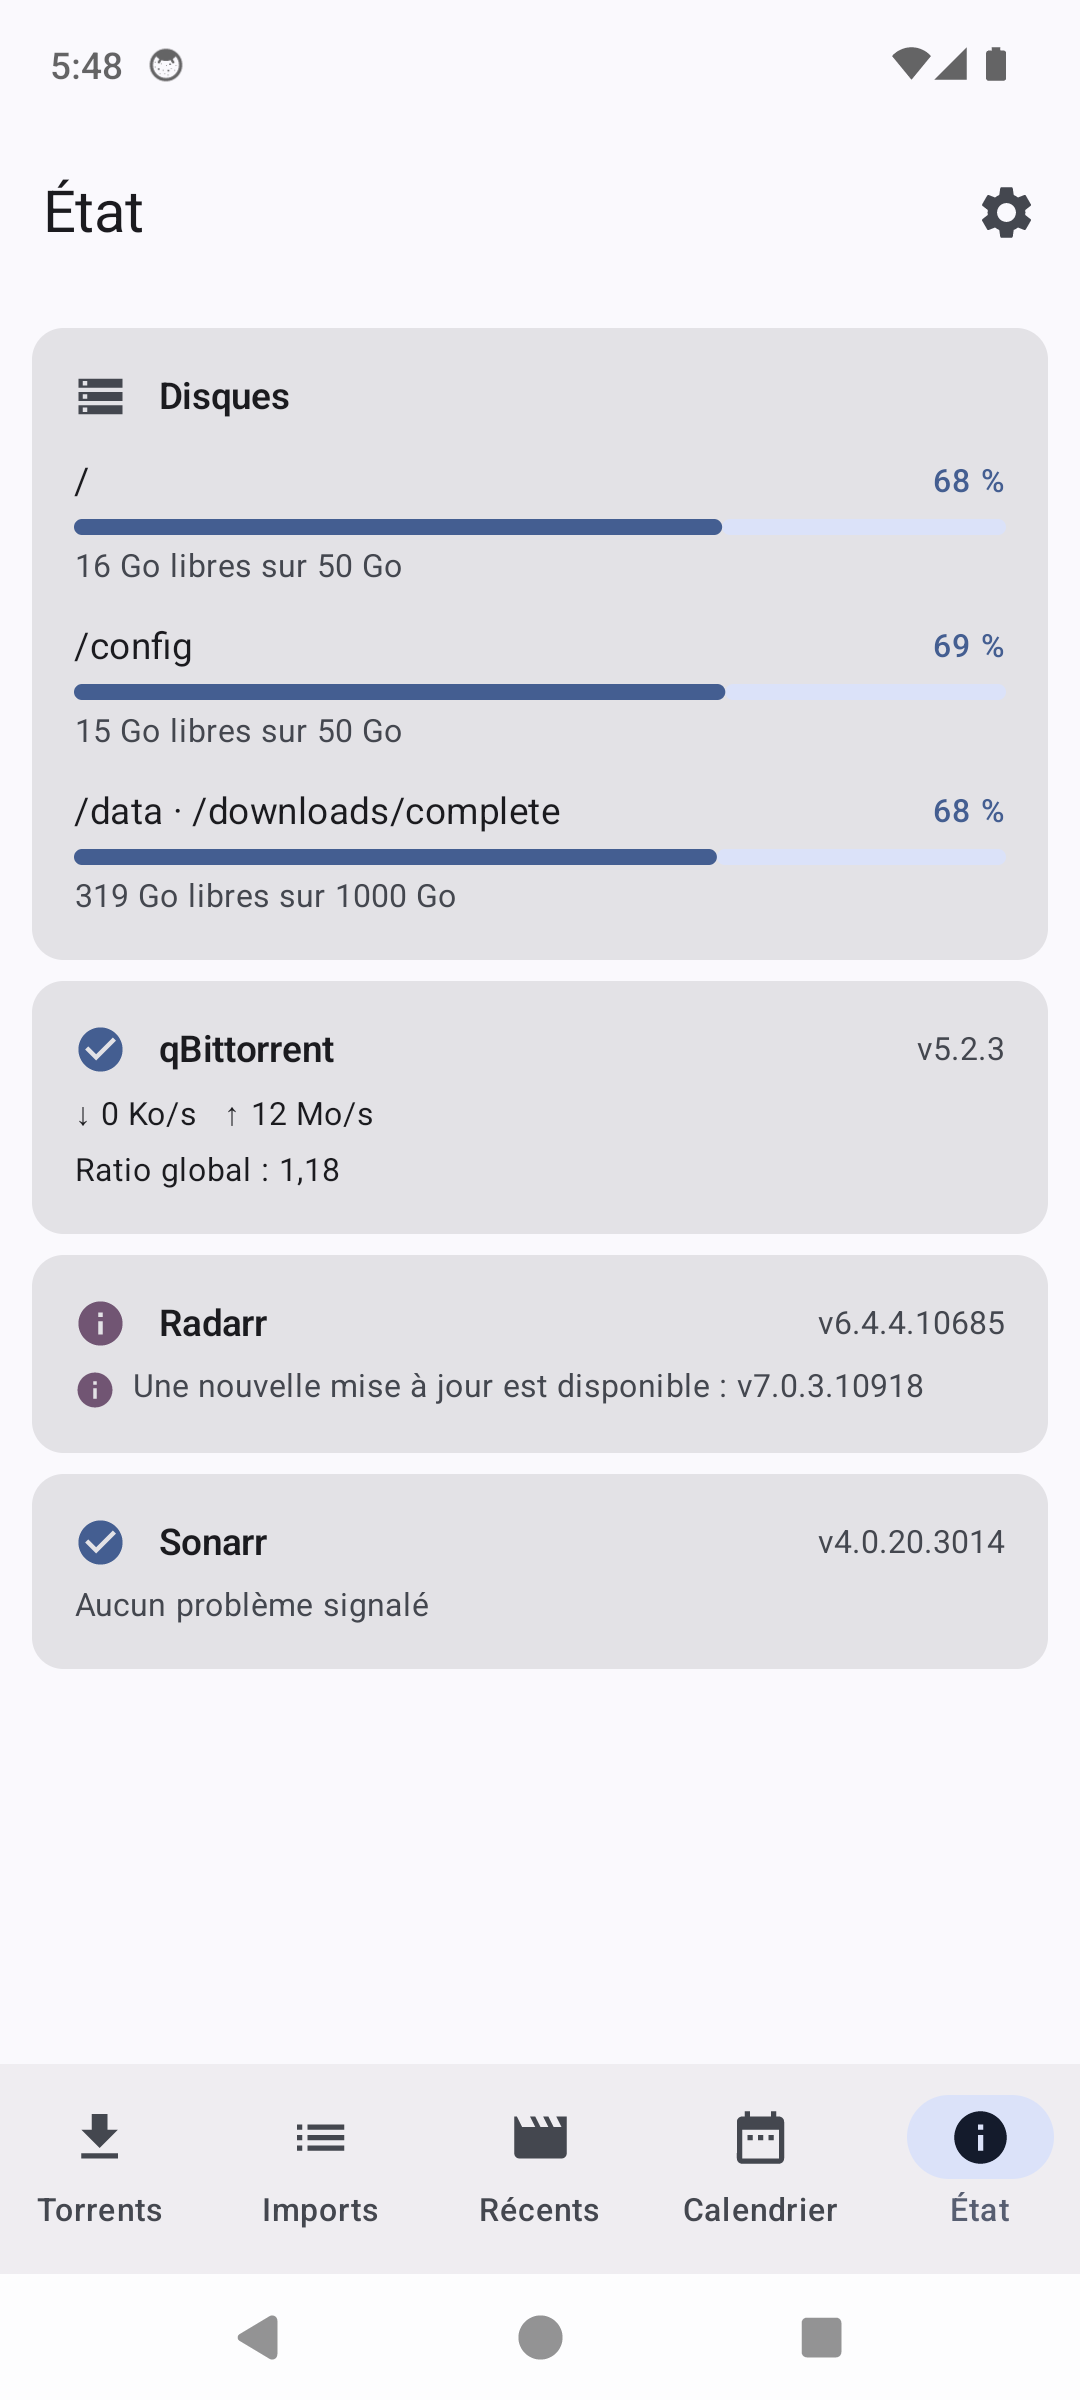 5:48
État
Disques
/ 68 %
16 Go libres sur 50 Go
/config 69 %
15 Go libres sur 50 Go
/data · /downloads/complete 68 %
319 Go libres sur 1000 Go
qBittorrent v5.2.3
↓ 0 Ko/s ↑ 12 Mo/s
Ratio global : 1,18
Radarr v6.4.4.10685
Une nouvelle mise à jour est disponible : v7.0.3.10918
Sonarr v4.0.20.3014
Aucun problème signalé
Torrents Imports Récents Calendrier État